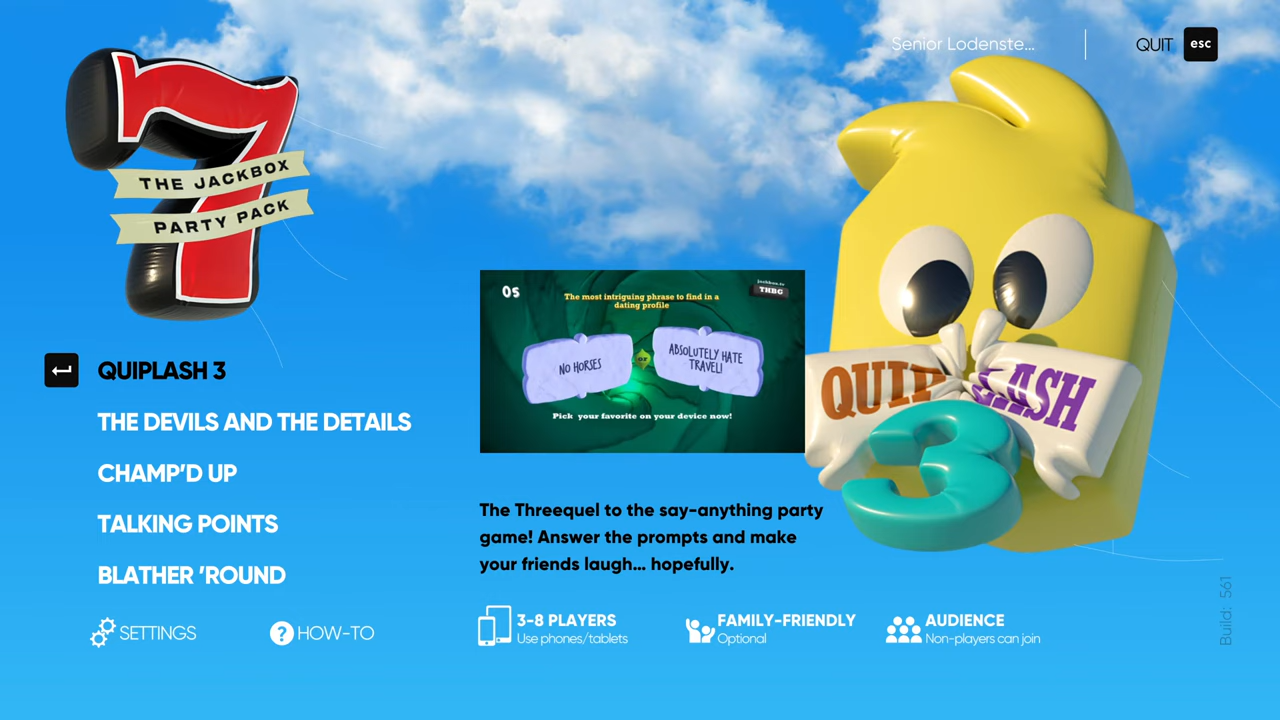 Senior Lodenste...
QUIT
esc
7
THE JACKBOX
PARTY PACK
QUIPLASH 3
THE DEVILS AND THE DETAILS
CHAMP'D UP
TALKING POINTS
BLATHER 'ROUND
SETTINGS
? HOW-TO
0s
The most intriguing phrase to find in a
dating profile
jackbox.tv
THBG
NO HORSES
or
ABSOLUTELY HATE
TRAVEL!
Pick your favorite on your device now!
QUIPLASH
3
The Threequel to the say-anything party
game! Answer the prompts and make
your friends laugh... hopefully.
3-8 PLAYERS
Use phones/tablets
FAMILY-FRIENDLY
Optional
AUDIENCE
Non-players can join
Build: 561